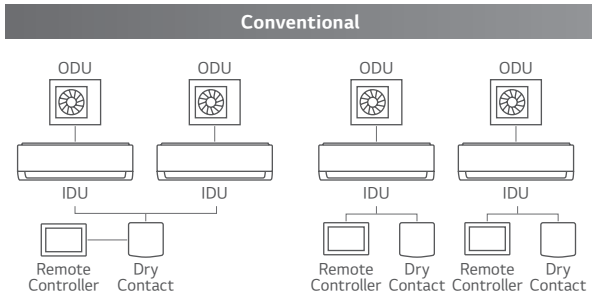 Conventional
ODU ODU ODU ODU
IDU IDU IDU IDU
Remote Dry Remote Dry Remote Dry
Controller Contact Controller Contact Controller Contact